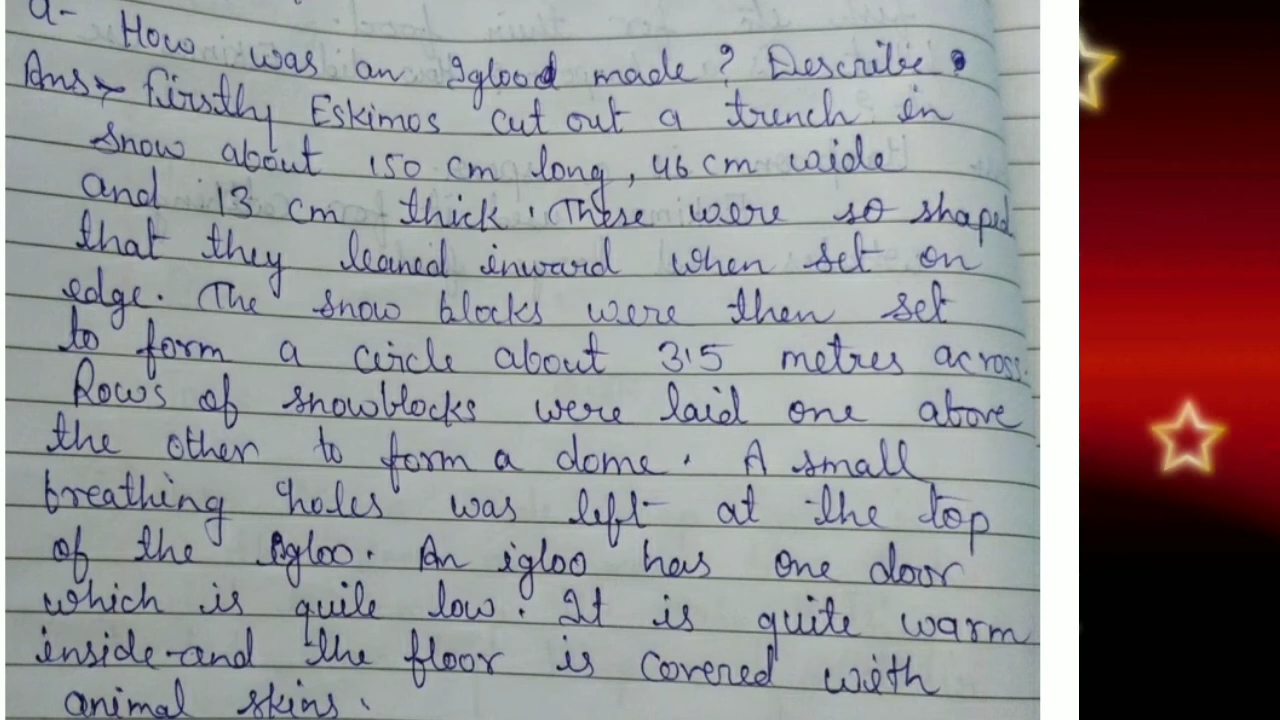 a- How was an Igloo made? Describe.
Ans→ Firstly Eskimos cut out a trench in
snow about 150 cm long, 46 cm waide
and 13 cm thick. These were so shaped
that they leaned inward when set on
edge. The snow blocks were then set
to form a circle about 3.5 metres across.
Rows of snowblocks were laid one above
the other to form a dome. A small
breathing holes was left at the top
of the igloo. An igloo has one door
which is quile low. It is quite warm
inside and the floor is covered with
animal skins.